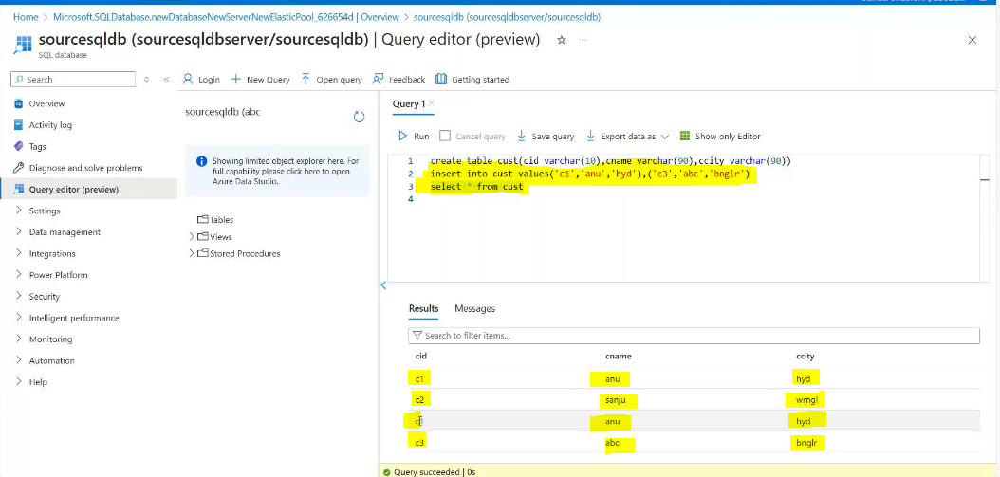 Home > Microsoft.SQLDatabase.newDatabaseNewServerNewElasticPool_626654d | Overview > sourcesqldb (sourcesqldbserver/sourcesqldb)
sourcesqldb (sourcesqldbserver/sourcesqldb) | Query editor (preview)
SQL database
Search
Login
New Query
Open query
Feedback
Getting started
Overview
Activity log
Tags
Diagnose and solve problems
Query editor (preview)
Settings
Data management
Integrations
Power Platform
Security
Intelligent performance
Monitoring
Automation
Help
sourcesqldb (abc
Showing limited object explorer here. For
full capability please click here to open
Azure Data Studio.
Tables
Views
Stored Procedures
Query 1
Run
Cancel query
Save query
Export data as
Show only Editor
1 create table cust(cid varchar(10),cname varchar(90),ccity varchar(90))
2 insert into cust values('c1','anu','hyd'),('c3','abc','bnglr')
3 select * from cust
4
Results Messages
Search to filter items...
cid cname ccity
c1 anu hyd
c2 sanju wrngl
anu hyd
c3 abc bnglr
Query succeeded | 0s